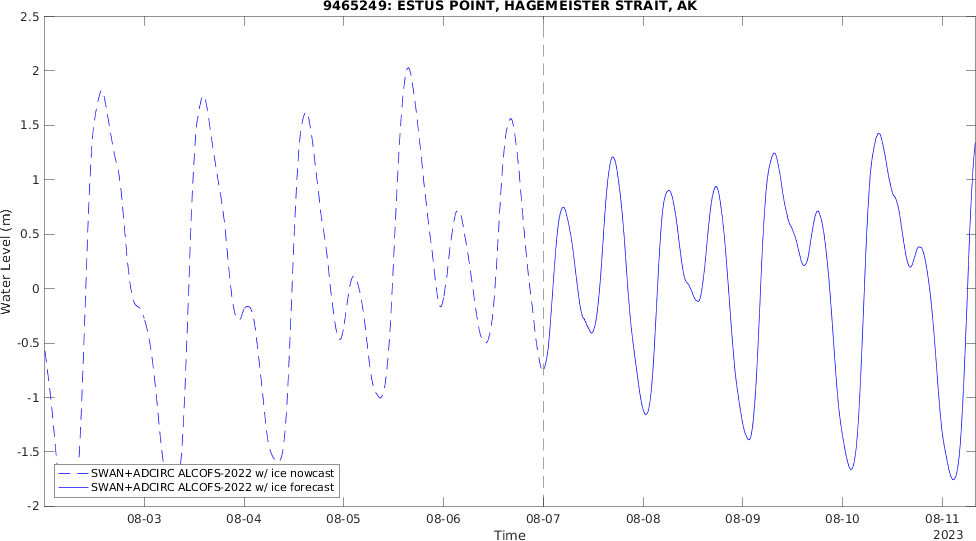 9465249: ESTUS POINT, HAGEMEISTER STRAIT, AK
2.5
2
1.5
1
0.5
0
-0.5
-1
-1.5
-2
Water Level (m)
SWAN+ADCIRC ALCOFS-2022 w/ ice nowcast
SWAN+ADCIRC ALCOFS-2022 w/ ice forecast
08-03 08-04 08-05 08-06 08-07 08-08 08-09 08-10 08-11
Time
2023